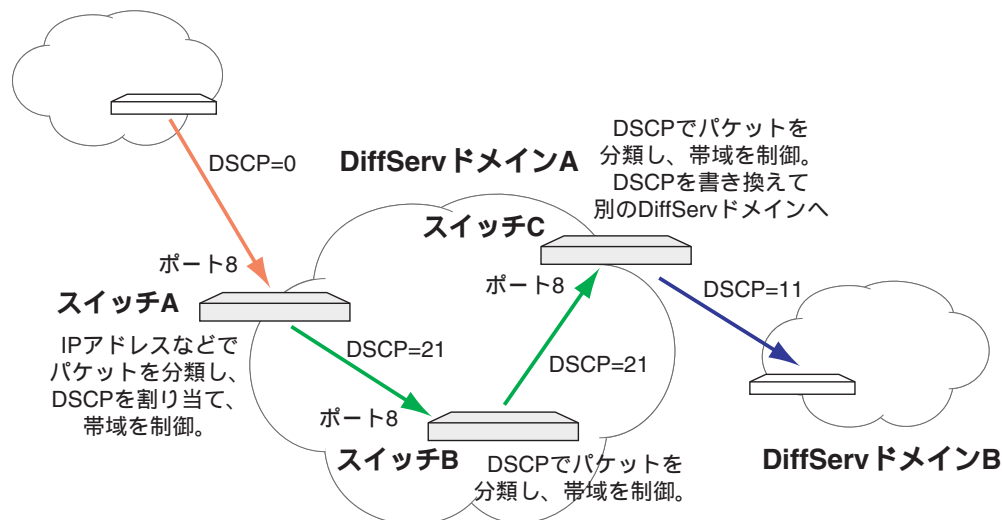 DSCP=0
DiffServドメインA
DSCPでパケットを
分類し、帯域を制御。
DSCPを書き換えて
別のDiffServドメインへ
スイッチC
ポート8
スイッチA
ポート8
DSCP=11
IPアドレスなどで
パケットを分類し、
DSCPを割り当て、
帯域を制御。
DSCP=21
DSCP=21
ポート8
スイッチB
DSCPでパケットを
分類し、帯域を制御。
DiffServドメインB